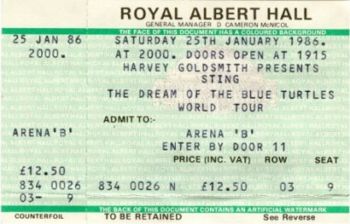 ROYAL ALBERT HALL
GENERAL MANAGER D CAMERON McNICOL
THE FACE OF THIS DOCUMENT HAS A COLOURED BACKGROUND
25 JAN 86 SATURDAY 25TH JANUARY 1986.
2000. AT 2000. DOORS OPEN AT 1915
HARVEY GOLDSMITH PRESENTS
STING
THE DREAM OF THE BLUE TURTLES
WORLD TOUR
ADMIT TO:-
ARENA 'B' ARENA 'B'
ENTER BY DOOR 11
PRICE (INC. VAT) ROW SEAT
£12.50
834 0026 834 0026 N £12.50 03 9
03- 9
THE BACK OF THIS DOCUMENT CONTAINS AN ARTIFICIAL WATERMARK
COUNTERFOIL TO BE RETAINED See Reverse